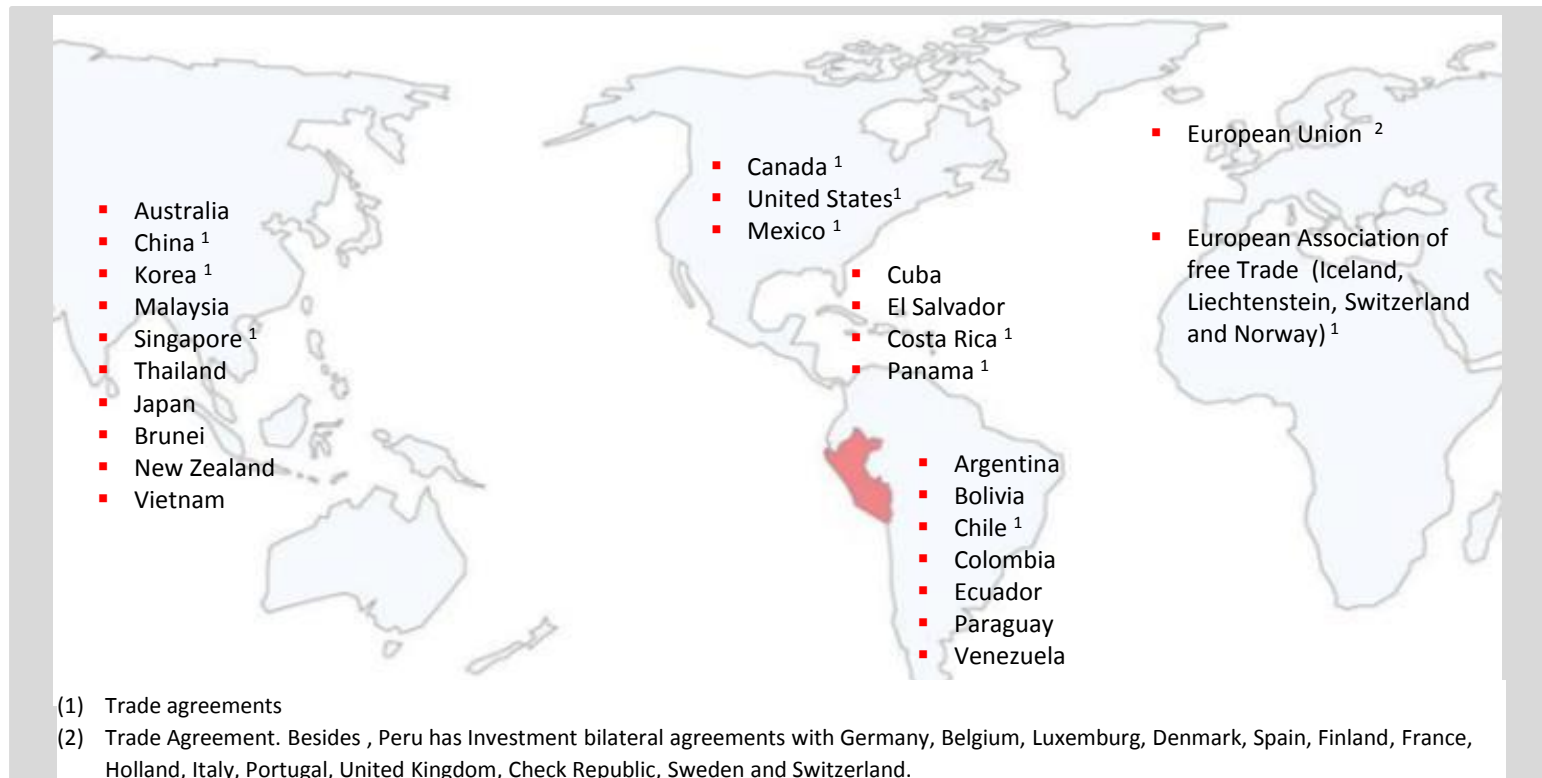 ▪ Australia
▪ China ¹
▪ Korea ¹
▪ Malaysia
▪ Singapore ¹
▪ Thailand
▪ Japan
▪ Brunei
▪ New Zealand
▪ Vietnam
▪ Canada ¹
▪ United States¹
▪ Mexico ¹
▪ Cuba
▪ El Salvador
▪ Costa Rica ¹
▪ Panama ¹
▪ Argentina
▪ Bolivia
▪ Chile ¹
▪ Colombia
▪ Ecuador
▪ Paraguay
▪ Venezuela
▪ European Union ²
▪ European Association of
free Trade (Iceland,
Liechtenstein, Switzerland
and Norway) ¹
(1) Trade agreements
(2) Trade Agreement. Besides , Peru has Investment bilateral agreements with Germany, Belgium, Luxemburg, Denmark, Spain, Finland, France,
Holland, Italy, Portugal, United Kingdom, Check Republic, Sweden and Switzerland.